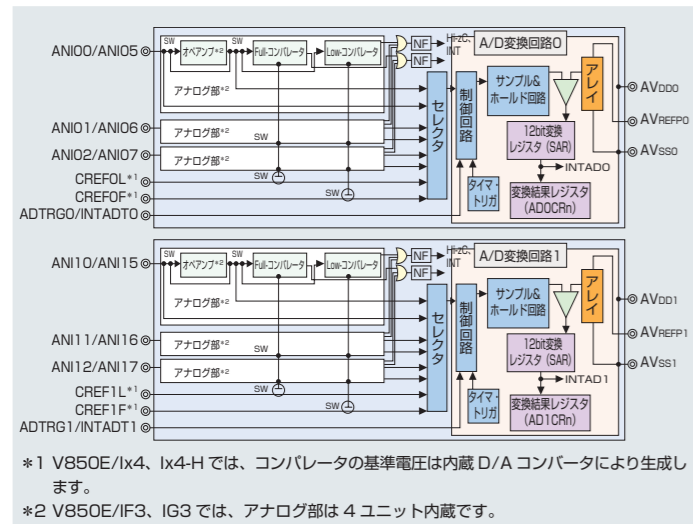 ANI00/ANI05
SW
オペアンプ*2
SW
Full-コンパレータ
Low-コンパレータ
アナログ部*2
NF
NF
Hi-zC、
INT
A/D変換回路0
ANI01/ANI06
アナログ部*2
SW
ANI02/ANI07
アナログ部*2
CREF0L*1
SW
CREF0F*1
SW
ADTRG0/INTADT0
セレクタ
制御回路
サンプル&
ホールド回路
アレイ
12bit変換
レジスタ（SAR）
INTAD0
タイマ・
トリガ
変換結果レジスタ
（AD0CRn）
AVDD0
AVREFP0
AVSS0
ANI10/ANI15
SW
オペアンプ*2
SW
Full-コンパレータ
Low-コンパレータ
アナログ部*2
NF
NF
Hi-zC、
INT
A/D変換回路1
ANI11/ANI16
アナログ部*2
SW
ANI12/ANI17
アナログ部*2
CREF1L*1
SW
CREF1F*1
SW
ADTRG1/INTADT1
セレクタ
制御回路
サンプル&
ホールド回路
アレイ
12bit変換
レジスタ（SAR）
INTAD1
タイマ・
トリガ
変換結果レジスタ
（AD1CRn）
AVDD1
AVREFP1
AVSS1
*1 V850E/Ix4、Ix4-H では、コンパレータの基準電圧は内蔵 D/A コンバータにより生成し
ます。
*2 V850E/IF3、IG3 では、アナログ部は 4 ユニット内蔵です。